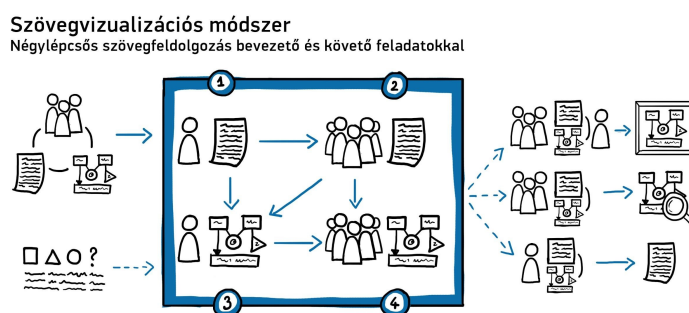 Szövegvizualizációs módszer
Négylépcsős szövegfeldolgozás bevezető és követő feladatokkal
1
2
?
3
4